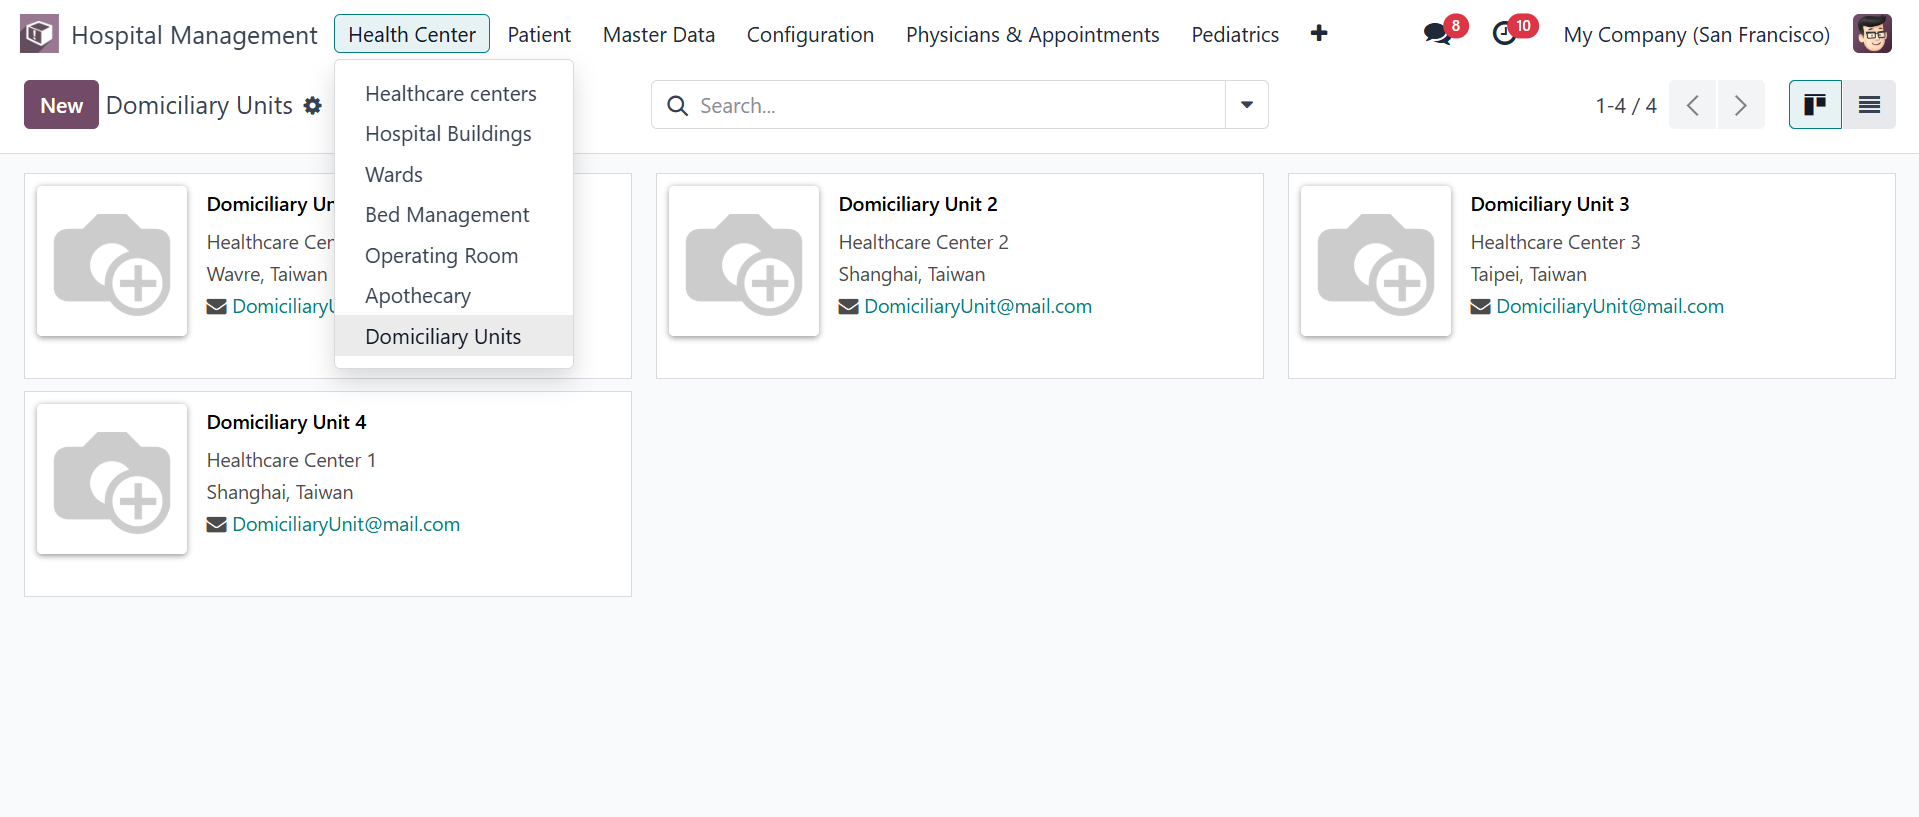 Hospital Management Health Center Patient Master Data Configuration Physicians & Appointments Pediatrics 8 10 My Company (San Francisco)
New Domiciliary Units Search... 1-4 / 4
Healthcare centers
Hospital Buildings
Wards
Bed Management
Operating Room
Apothecary
Domiciliary Units
Domiciliary
Healthcare
Wavre, Taiwan
Domiciliary Unit 2
Healthcare Center 2
Shanghai, Taiwan
DomiciliaryUnit@mail.com
Domiciliary Unit 3
Healthcare Center 3
Taipei, Taiwan
DomiciliaryUnit@mail.com
Domiciliary Unit 4
Healthcare Center 1
Shanghai, Taiwan
DomiciliaryUnit@mail.com